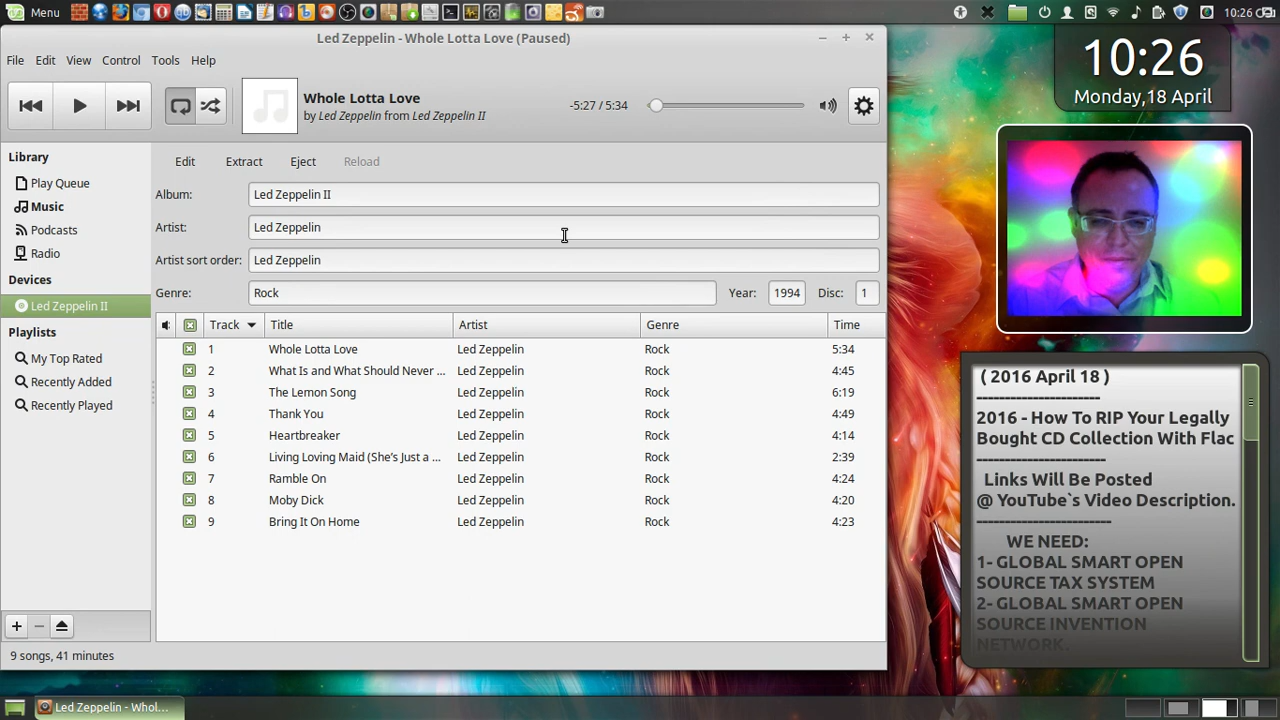 Menu
10:26
Led Zeppelin - Whole Lotta Love (Paused)
File Edit View Control Tools Help
Whole Lotta Love
by Led Zeppelin from Led Zeppelin II
-5:27 / 5:34
Library
Play Queue
Music
Podcasts
Radio
Devices
Led Zeppelin II
Playlists
My Top Rated
Recently Added
Recently Played
Edit Extract Eject Reload
Album: Led Zeppelin II
Artist: Led Zeppelin
Artist sort order: Led Zeppelin
Genre: Rock Year: 1994 Disc: 1
Track Title Artist Genre Time
1 Whole Lotta Love Led Zeppelin Rock 5:34
2 What Is and What Should Never ... Led Zeppelin Rock 4:45
3 The Lemon Song Led Zeppelin Rock 6:19
4 Thank You Led Zeppelin Rock 4:49
5 Heartbreaker Led Zeppelin Rock 4:14
6 Living Loving Maid (She's Just a ... Led Zeppelin Rock 2:39
7 Ramble On Led Zeppelin Rock 4:24
8 Moby Dick Led Zeppelin Rock 4:20
9 Bring It On Home Led Zeppelin Rock 4:23
9 songs, 41 minutes
10:26
Monday,18 April
( 2016 April 18 )
----------------------
2016 - How To RIP Your Legally
Bought CD Collection With Flac
-----------------------
Links Will Be Posted
@ YouTube`s Video Description.
------------------------
WE NEED:
1- GLOBAL SMART OPEN
SOURCE TAX SYSTEM
2- GLOBAL SMART OPEN
SOURCE INVENTION
NETWORK.
Led Zeppelin - Whol...